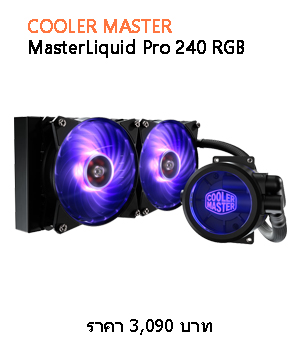 COOLER MASTER
MasterLiquid Pro 240 RGB
COOLER
MASTER
ราคา 3,090 บาท